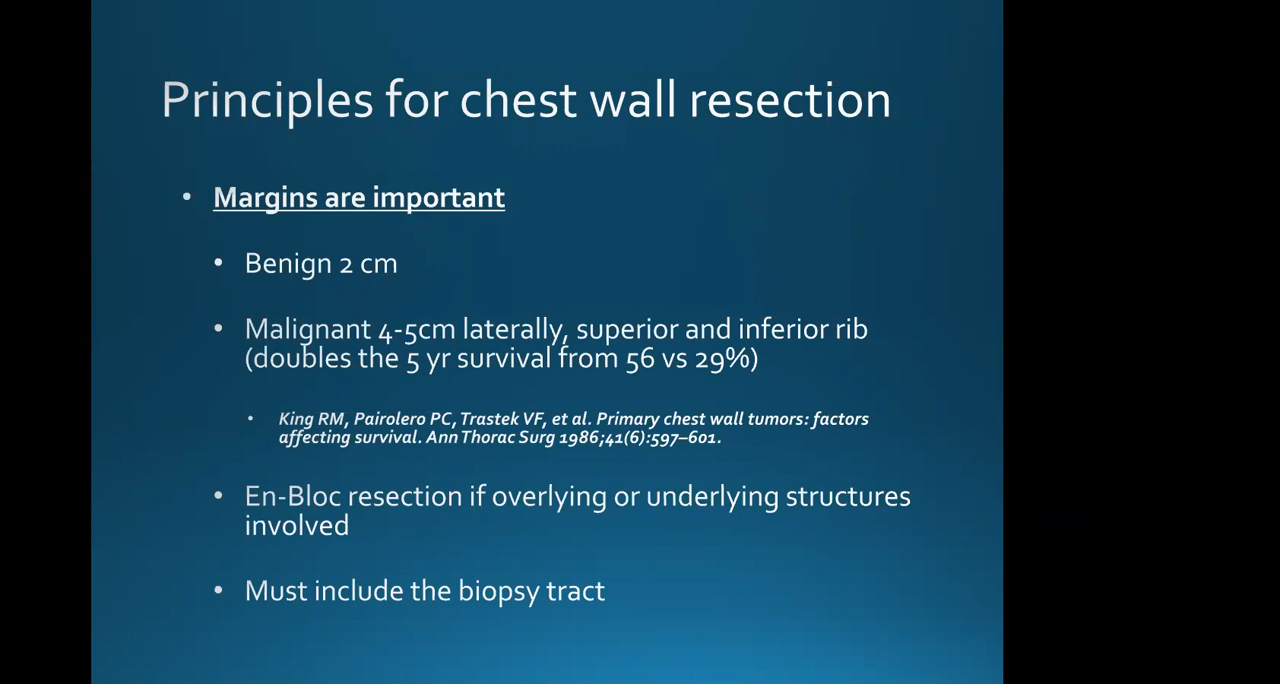 Principles for chest wall resection
• Margins are important
• Benign 2 cm
• Malignant 4-5cm laterally, superior and inferior rib
(doubles the 5 yr survival from 56 vs 29%)
• King RM, Pairolero PC, Trastek VF, et al. Primary chest wall tumors: factors
affecting survival. Ann Thorac Surg 1986;41(6):597–601.
• En-Bloc resection if overlying or underlying structures
involved
• Must include the biopsy tract